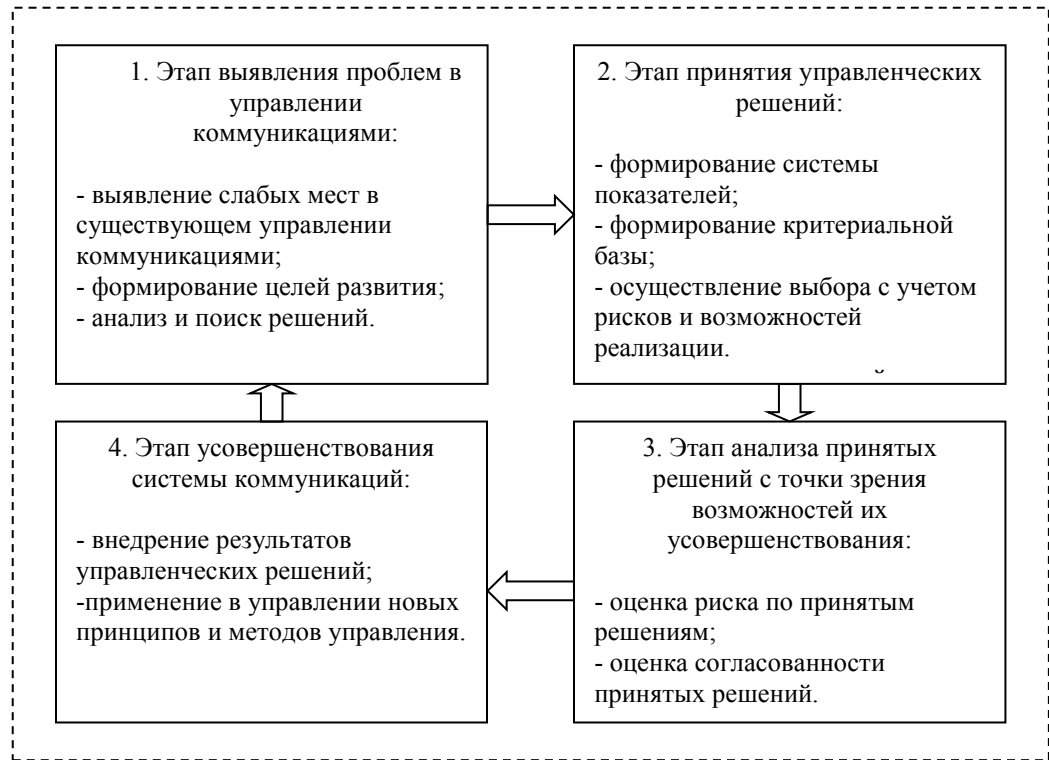 1. Этап выявления проблем в
управлении
коммуникациями:
- выявление слабых мест в
существующем управлении
коммуникациями;
- формирование целей развития;
- анализ и поиск решений.
2. Этап принятия управленческих
решений:
- формирование системы
показателей;
- формирование критериальной
базы;
- осуществление выбора с учетом
рисков и возможностей
реализации.
3. Этап анализа принятых
решений с точки зрения
возможностей их
усовершенствования:
- оценка риска по принятым
решениям;
- оценка согласованности
принятых решений.
4. Этап усовершенствования
системы коммуникаций:
- внедрение результатов
управленческих решений;
-применение в управлении новых
принципов и методов управления.